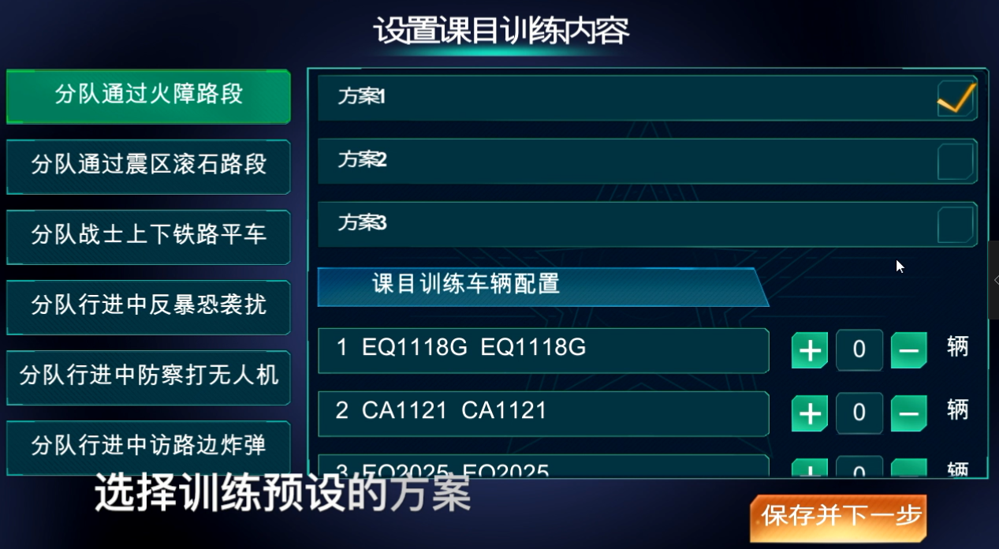 设置课目训练内容
分队通过火障路段
分队通过震区滚石路段
分队战士上下铁路平车
分队行进中反暴恐袭扰
分队行进中防察打无人机
分队行进中访路边炸弹
方案1
方案2
方案3
课目训练车辆配置
1 EQ1118G EQ1118G 0 辆
2 CA1121 CA1121 0 辆
3 EQ2025 EQ2025 0 辆
选择训练预设的方案
保存并下一步